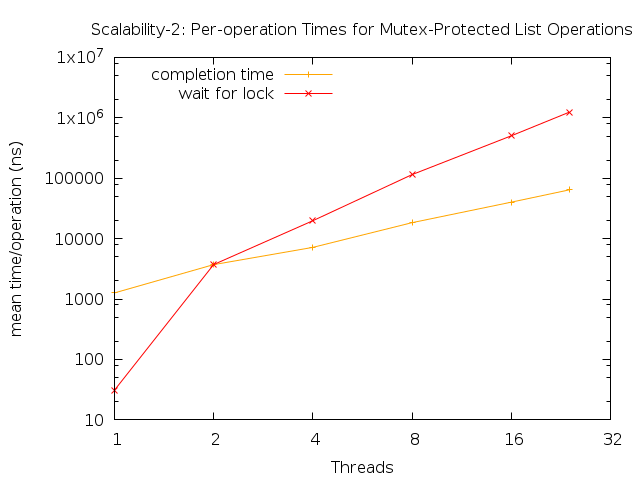 Scalability-2: Per-operation Times for Mutex-Protected List Operations
1x10^7
completion time
wait for lock
1x10^6
100000
10000
1000
100
10
mean time/operation (ns)
1 2 4 8 16 32
Threads